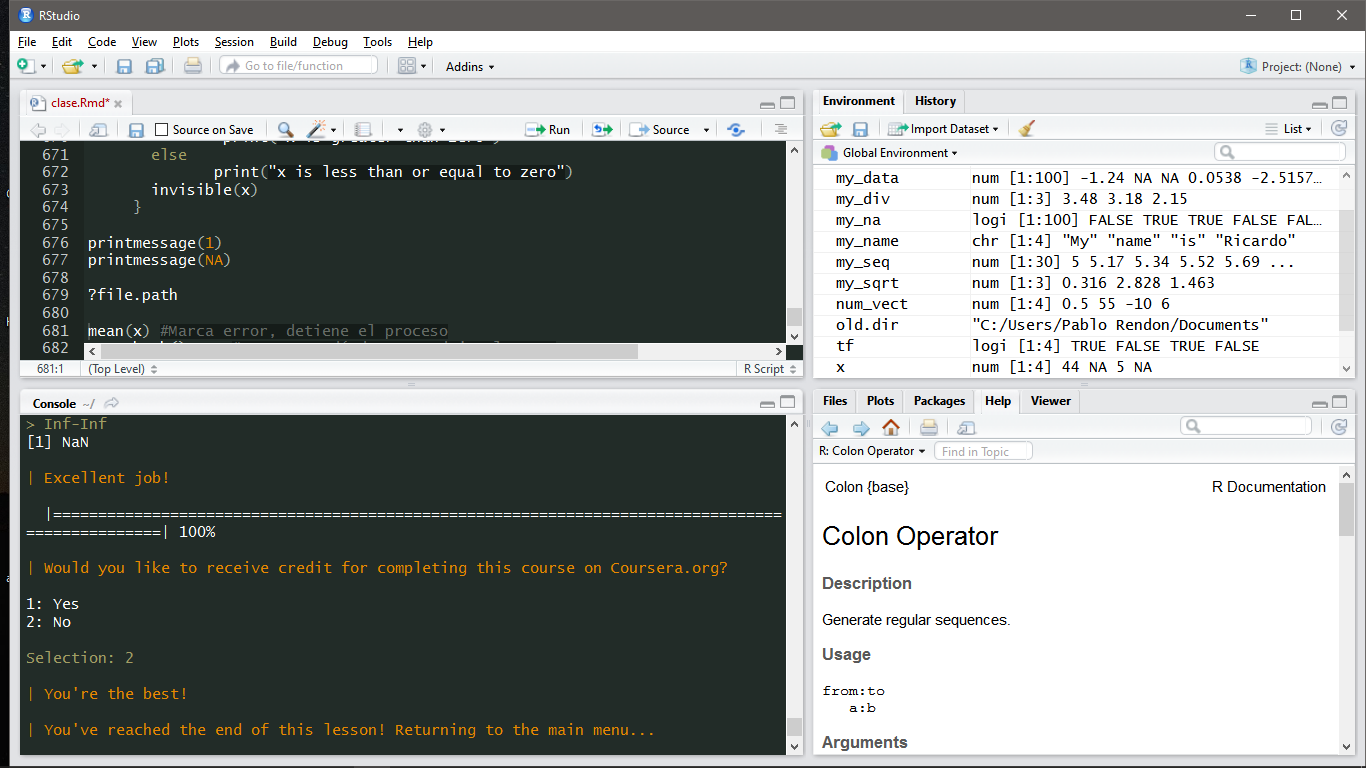 RStudio
File Edit Code View Plots Session Build Debug Tools Help
Go to file/function Addins Project: (None)
clase.Rmd*
Source on Save Run Source
671 else
672 print("x is less than or equal to zero")
673 invisible(x)
674 }
675
676 printmessage(1)
677 printmessage(NA)
678
679 ?file.path
680
681 mean(x) #Marca error, detiene el proceso
682
681:1 (Top Level) R Script
Console ~/
> Inf-Inf
[1] NaN
| Excellent job!
|=================================================================================
===============| 100%
| Would you like to receive credit for completing this course on Coursera.org?
1: Yes
2: No
Selection: 2
| You're the best!
| You've reached the end of this lesson! Returning to the main menu...
Environment History
Import Dataset List
Global Environment
my_data num [1:100] -1.24 NA NA 0.0538 -2.5157…
my_div num [1:3] 3.48 3.18 2.15
my_na logi [1:100] FALSE TRUE TRUE FALSE FAL…
my_name chr [1:4] "My" "name" "is" "Ricardo"
my_seq num [1:30] 5 5.17 5.34 5.52 5.69 ...
my_sqrt num [1:3] 0.316 2.828 1.463
num_vect num [1:4] 0.5 55 -10 6
old.dir "C:/Users/Pablo Rendon/Documents"
tf logi [1:4] TRUE FALSE TRUE FALSE
x num [1:4] 44 NA 5 NA
Files Plots Packages Help Viewer
R: Colon Operator Find in Topic
Colon {base} R Documentation
Colon Operator
Description
Generate regular sequences.
Usage
from:to
a:b
Arguments